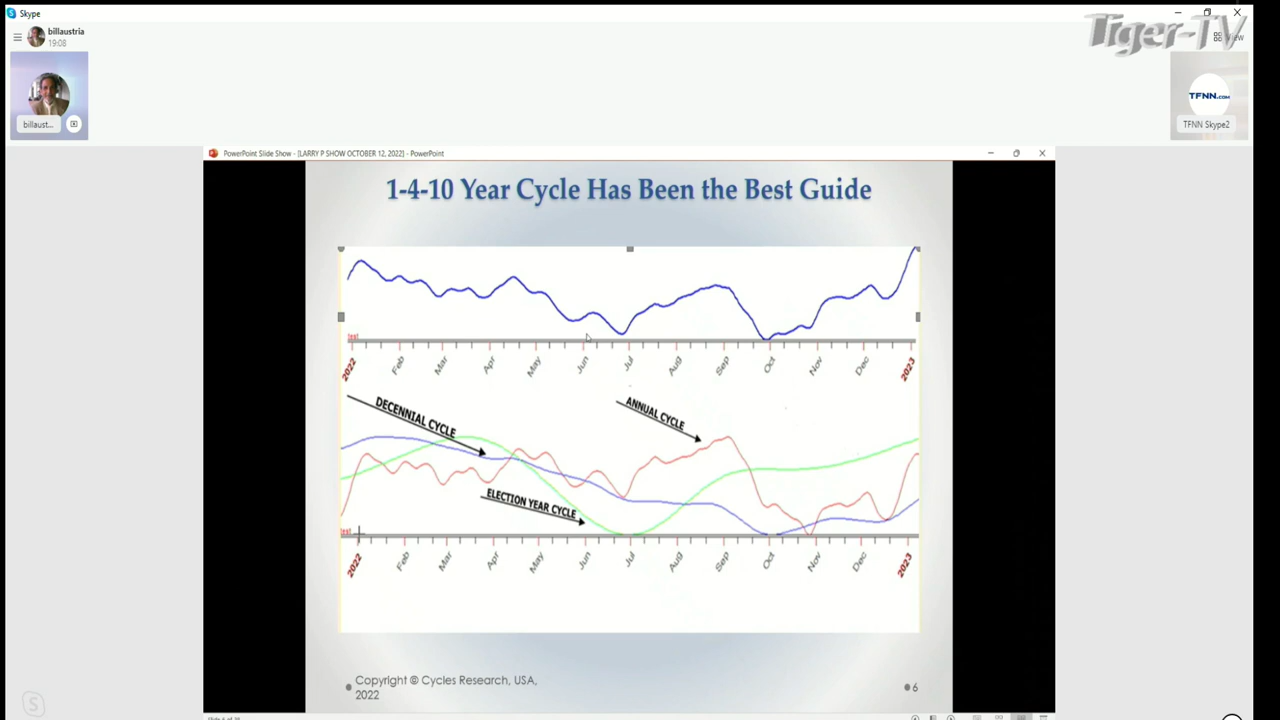 Skype
Tiger-TV
billaustria
19:08
View
billaust...
TFNN.COM
TFNN Skype2
PowerPoint Slide Show - [LARRY P SHOW OCTOBER 12, 2022] - PowerPoint
1-4-10 Year Cycle Has Been the Best Guide
test
2022 Feb Mar Apr May Jun Jul Aug Sep Oct Nov Dec 2023
DECENNIAL CYCLE
ANNUAL CYCLE
ELECTION YEAR CYCLE
test
2022 Feb Mar Apr May Jun Jul Aug Sep Oct Nov Dec 2023
Copyright © Cycles Research, USA,
2022
6